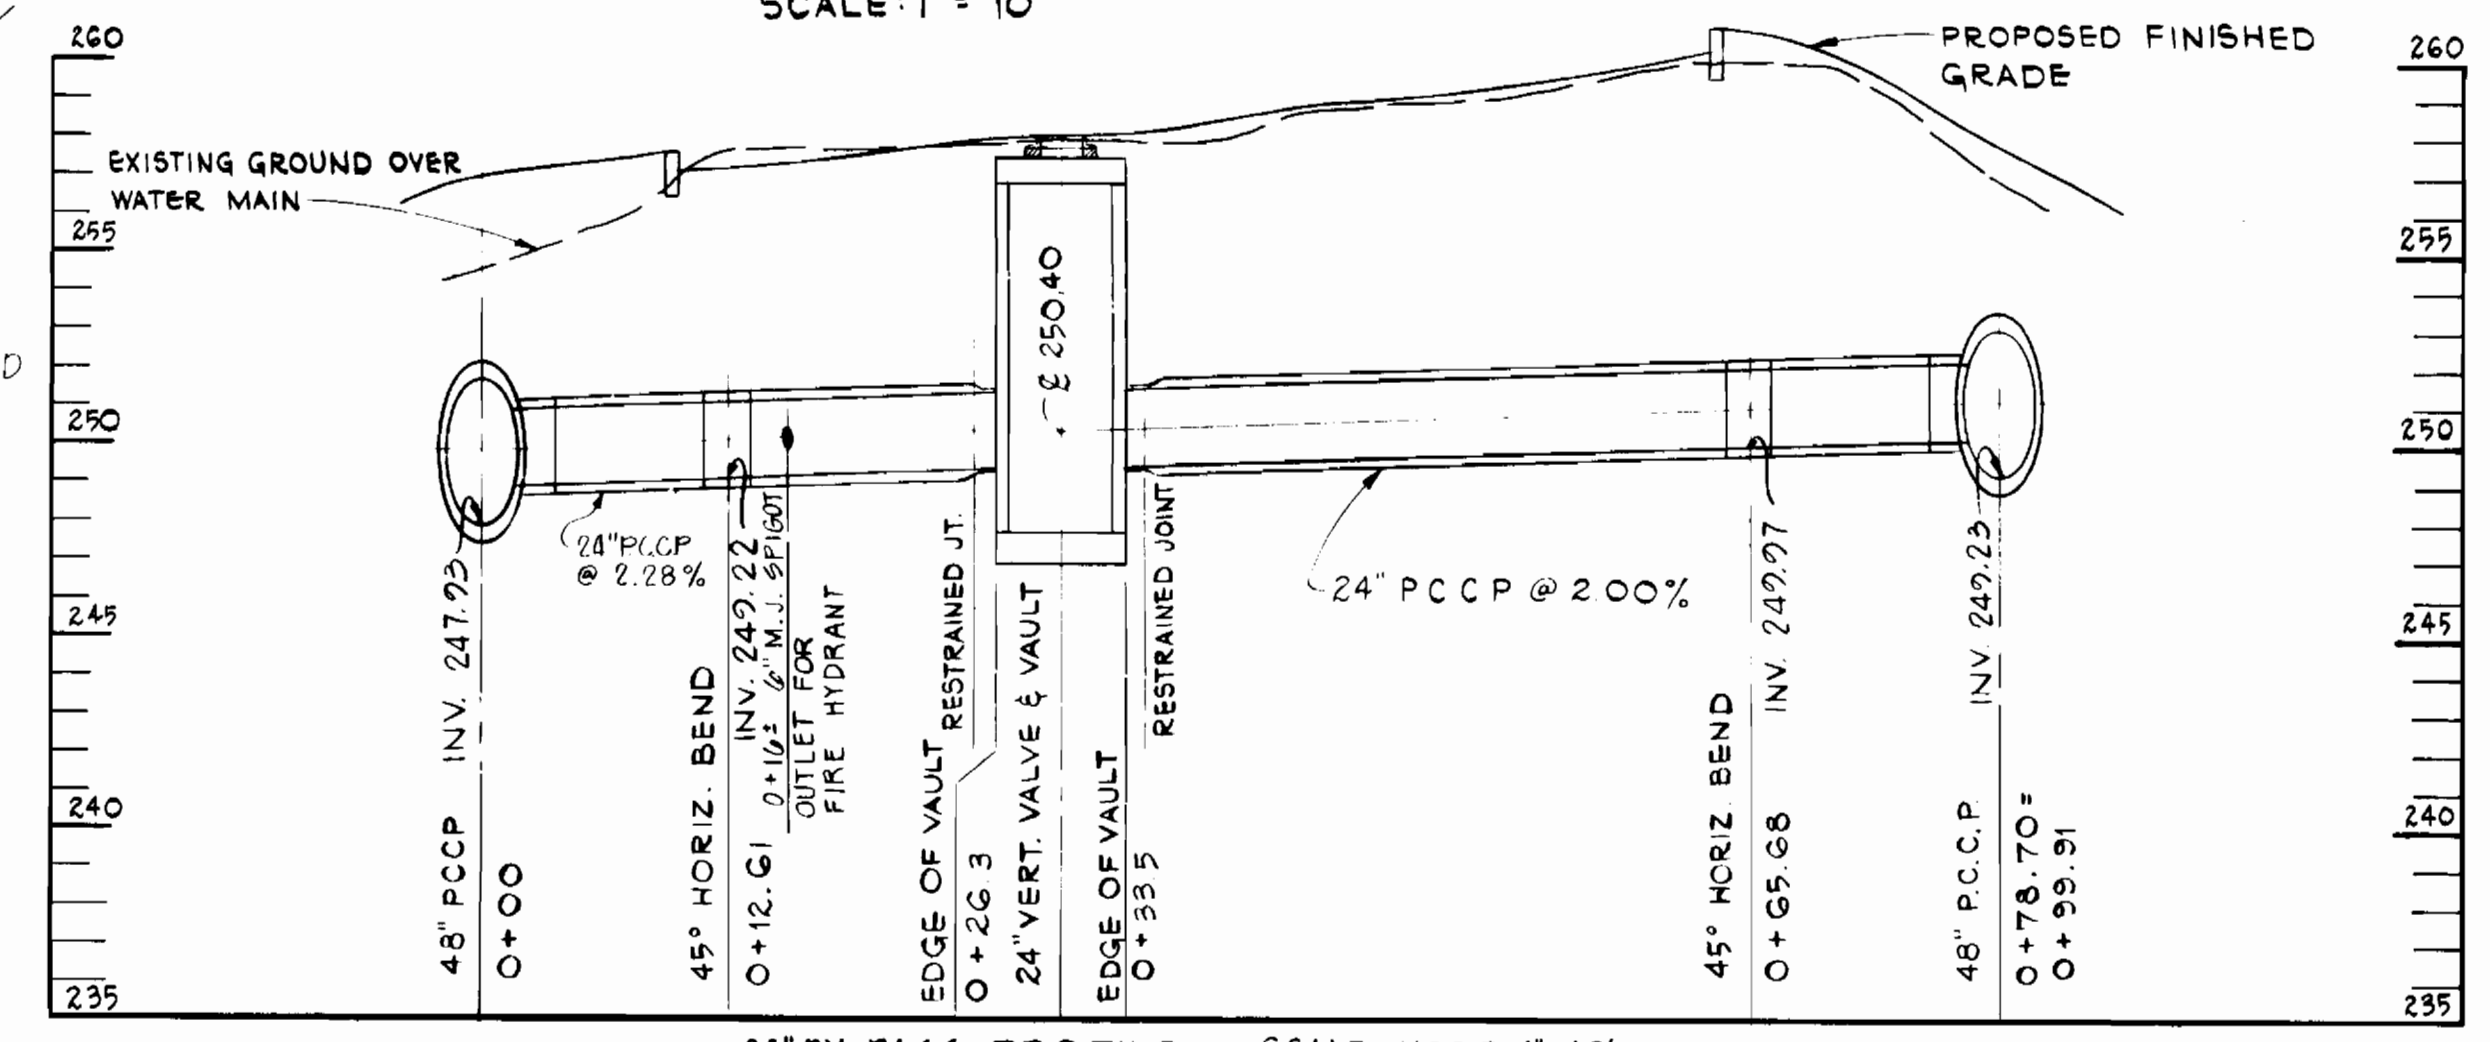 SCALE: 1" = 10'
260
260
PROPOSED FINISHED
GRADE
EXISTING GROUND OVER
WATER MAIN
255
255
℄ 250.40
250
250
24" PCCP
@ 2.28%
24" PCCP @ 2.00%
245
245
240
240
235
235
48" PCCP INV. 247.93
0+00
45° HORIZ. BEND
0+12.61 INV. 249.22
0+16± 6" M.J. SPIGOT
OUTLET FOR
FIRE HYDRANT
EDGE OF VAULT
RESTRAINED JT.
0+26.3
24" VERT. VALVE & VAULT
EDGE OF VAULT
0+33.5
RESTRAINED JOINT
45° HORIZ. BEND
0+65.68 INV. 249.97
48" P.C.C.P. INV. 249.23
0+78.70=
0+99.91